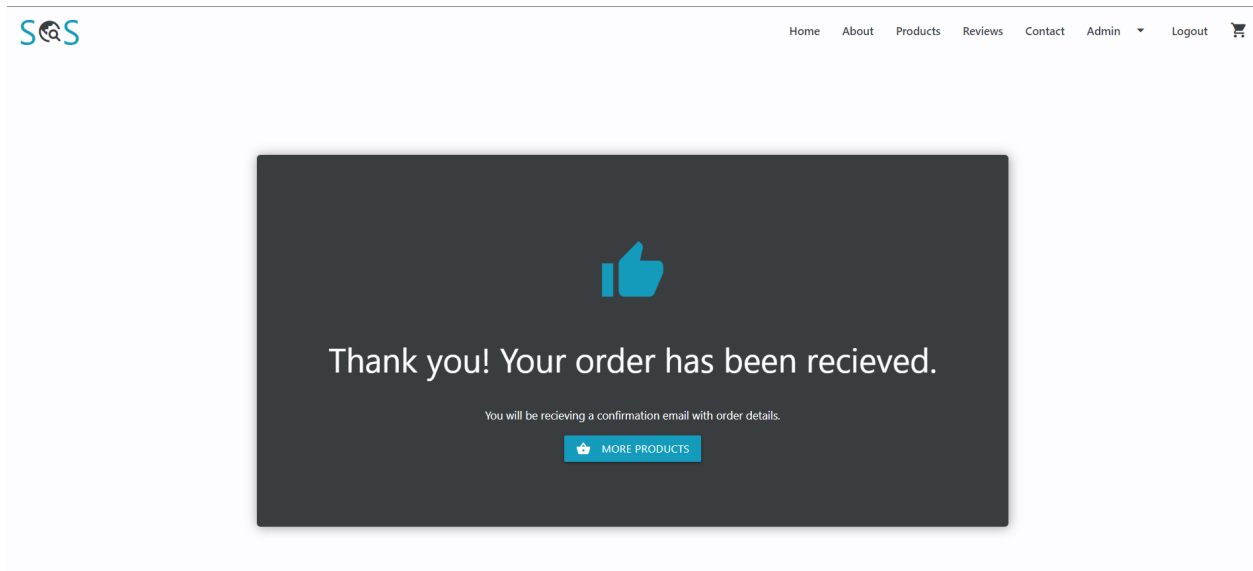 SOS
Home About Products Reviews Contact Admin Logout
Thank you! Your order has been recieved.
You will be recieving a confirmation email with order details.
MORE PRODUCTS